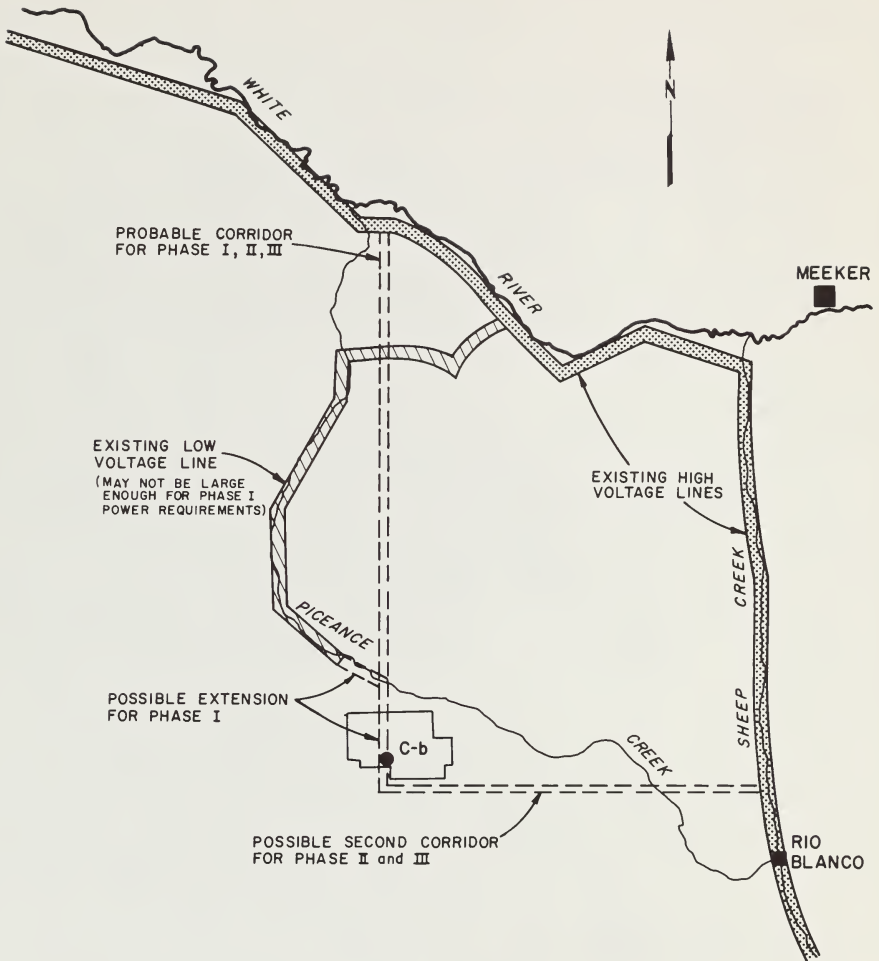 WHITE
N
PROBABLE CORRIDOR
FOR PHASE I, II, III
RIVER
MEEKER
EXISTING LOW
VOLTAGE LINE
(MAY NOT BE LARGE
ENOUGH FOR PHASE I
POWER REQUIREMENTS)
EXISTING HIGH
VOLTAGE LINES
SHEEP CREEK
PICEANCE CREEK
POSSIBLE EXTENSION
FOR PHASE I
C-b
POSSIBLE SECOND CORRIDOR
FOR PHASE II and III
RIO
BLANCO